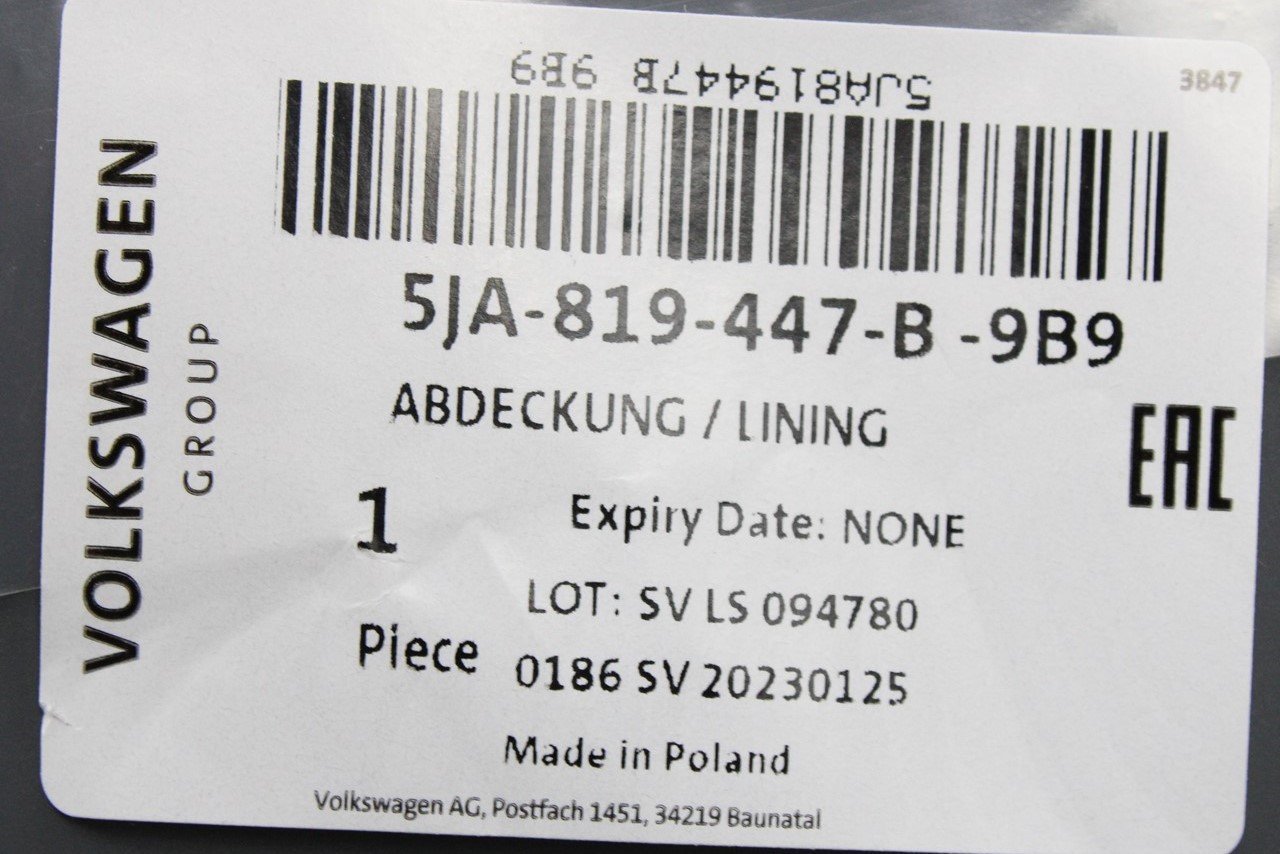 3847
5JA819447B 9B9
VOLKSWAGEN
GROUP
5JA-819-447-B -9B9
ABDECKUNG / LINING
EAC
1
Expiry Date: NONE
LOT: SV LS 094780
Piece
0186 SV 20230125
Made in Poland
Volkswagen AG, Postfach 1451, 34219 Baunatal